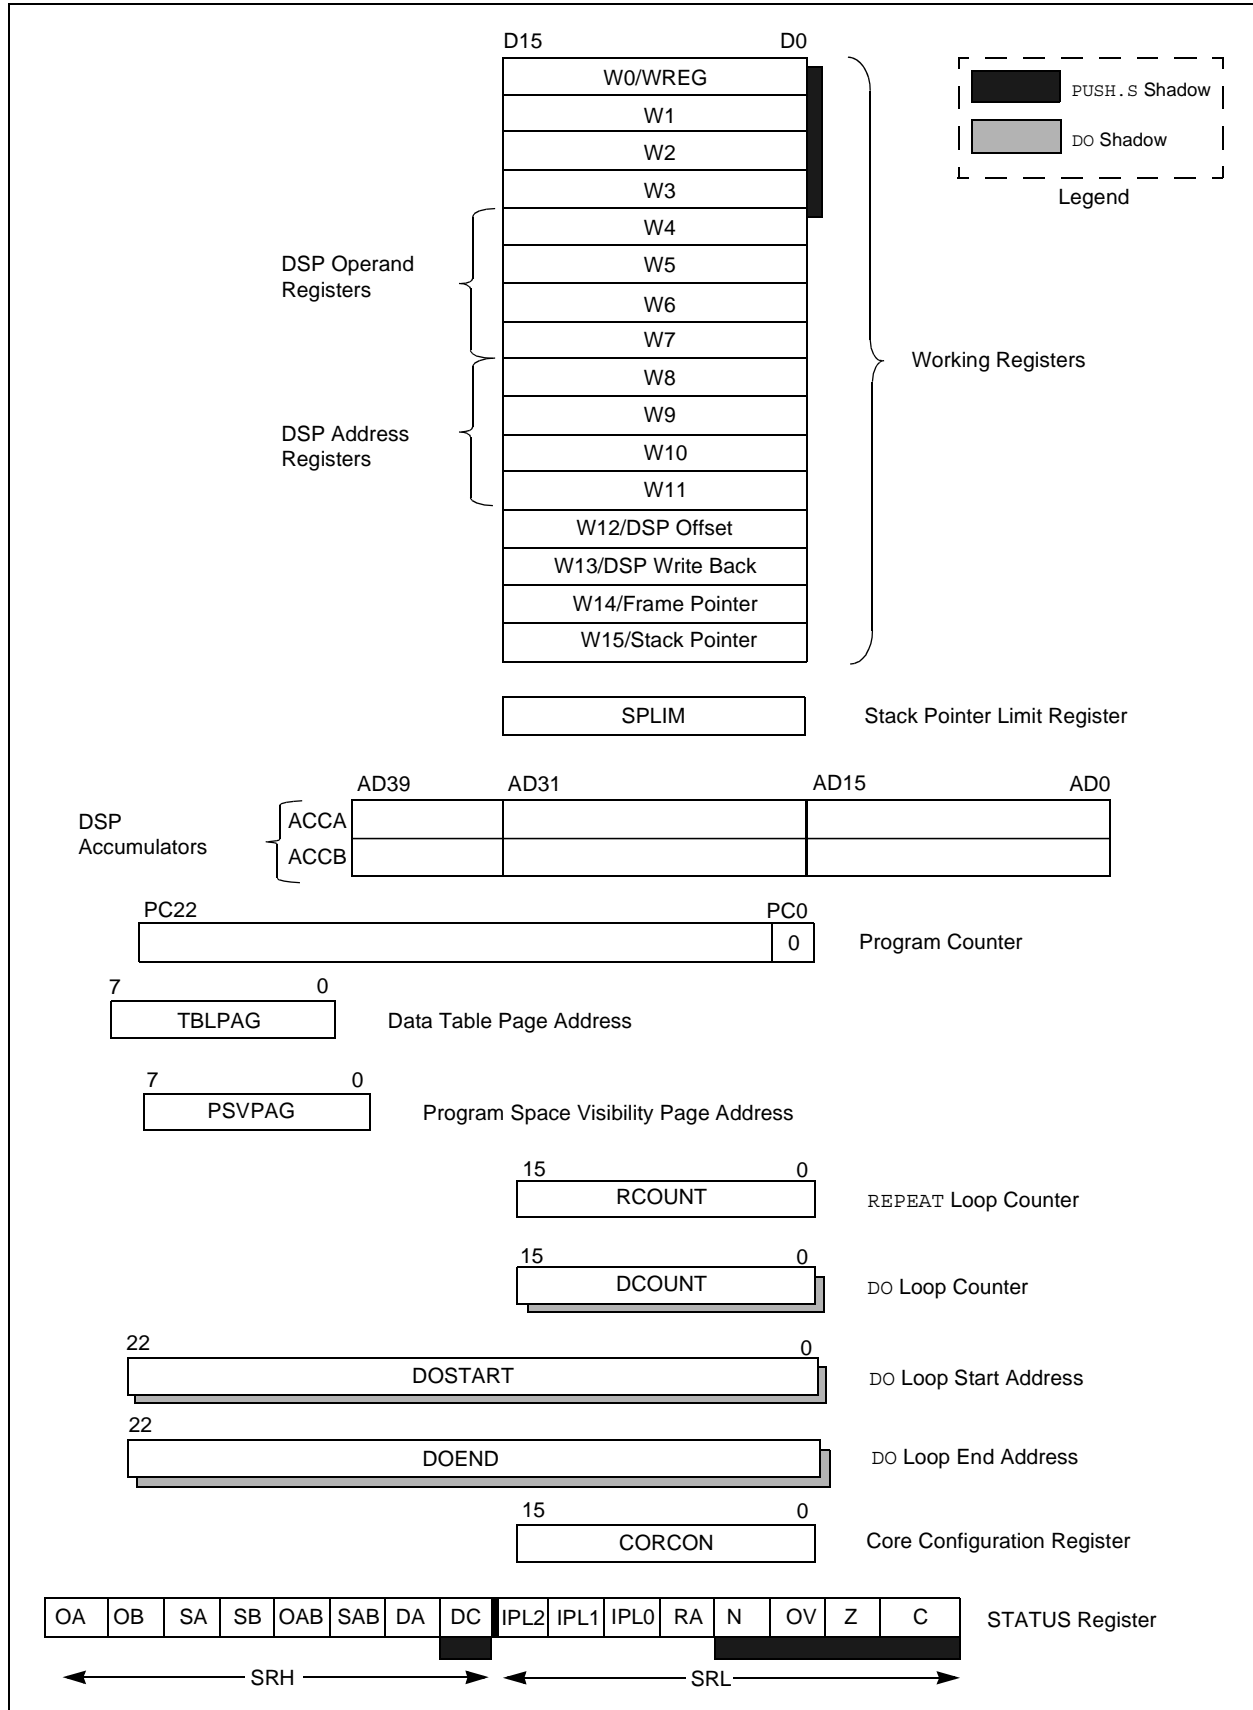 D15 D0
W0/WREG
W1
W2
W3
W4
W5
W6
W7
W8
W9
W10
W11
W12/DSP Offset
W13/DSP Write Back
W14/Frame Pointer
W15/Stack Pointer
PUSH.S Shadow
DO Shadow
Legend
DSP Operand
Registers
DSP Address
Registers
Working Registers
SPLIM Stack Pointer Limit Register
AD39 AD31 AD15 AD0
DSP
Accumulators
ACCA
ACCB
PC22 PC0
0 Program Counter
7 0
TBLPAG Data Table Page Address
7 0
PSVPAG Program Space Visibility Page Address
15 0
RCOUNT REPEAT Loop Counter
15 0
DCOUNT DO Loop Counter
22 0
DOSTART DO Loop Start Address
22
DOEND DO Loop End Address
15 0
CORCON Core Configuration Register
OA OB SA SB OAB SAB DA DC IPL2 IPL1 IPL0 RA N OV Z C STATUS Register
SRH SRL